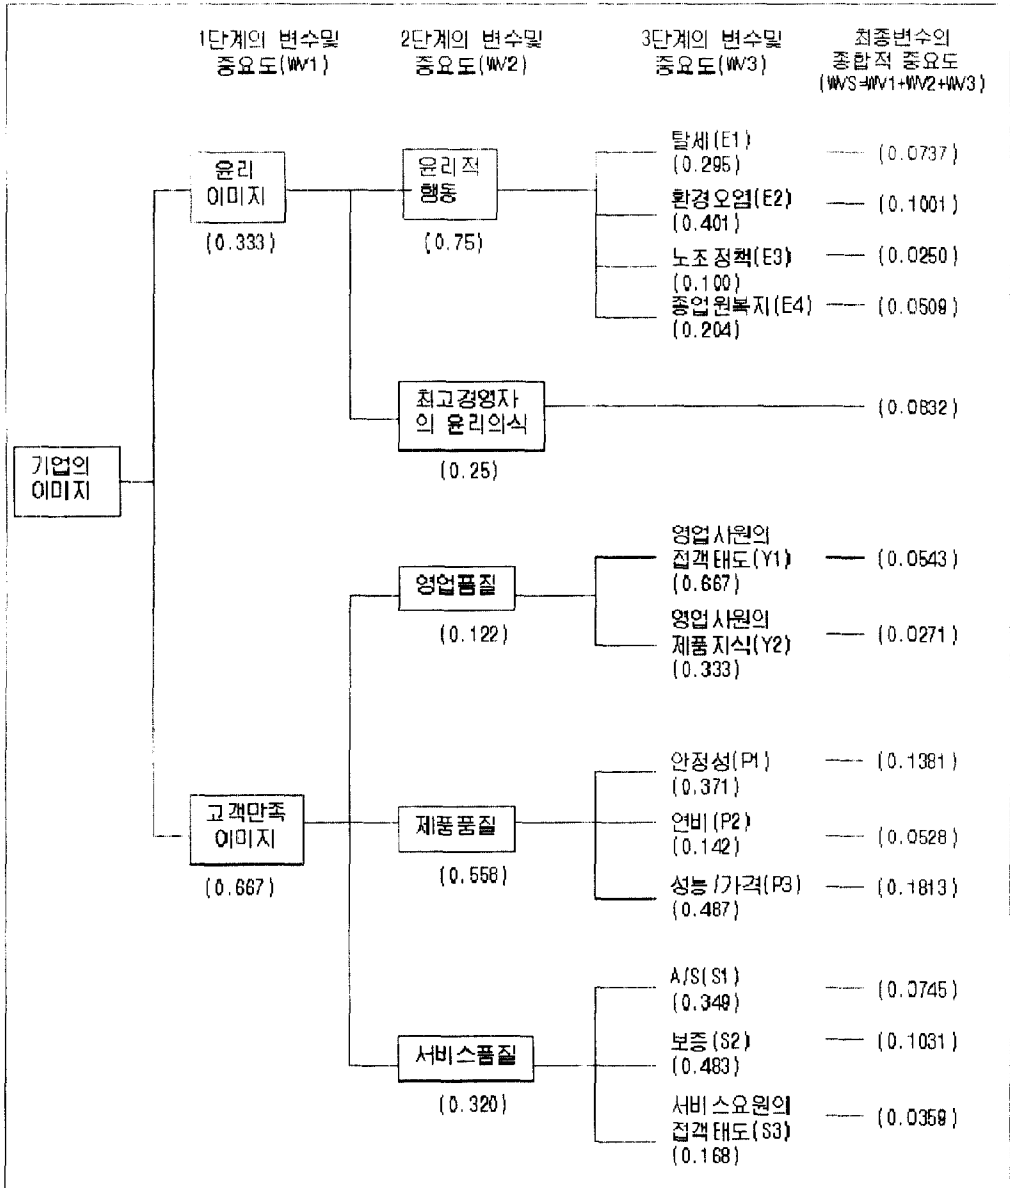 1단계의 변수및
중요도(WV1)
2단계의 변수및
중요도(WV2)
3단계의 변수및
중요도(WV3)
최종변수의
종합적 중요도
(WVS=WV1+WV2+WV3)
기업의
이미지
윤리
이미지
(0.333)
윤리적
행동
(0.75)
탈세(E1)
(0.295)
(0.0737)
환경오염(E2)
(0.401)
(0.1001)
노조정책(E3)
(0.100)
(0.0250)
종업원복지(E4)
(0.204)
(0.0509)
최고경영자
의 윤리의식
(0.25)
(0.0832)
고객만족
이미지
(0.667)
영업품질
(0.122)
영업사원의
접객태도(Y1)
(0.667)
(0.0543)
영업사원의
제품지식(Y2)
(0.333)
(0.0271)
제품품질
(0.558)
안정성(P1)
(0.371)
(0.1381)
연비(P2)
(0.142)
(0.0528)
성능/가격(P3)
(0.487)
(0.1813)
서비스품질
(0.320)
A/S(S1)
(0.349)
(0.0745)
보증(S2)
(0.483)
(0.1031)
서비스요원의
접객태도(S3)
(0.168)
(0.0359)